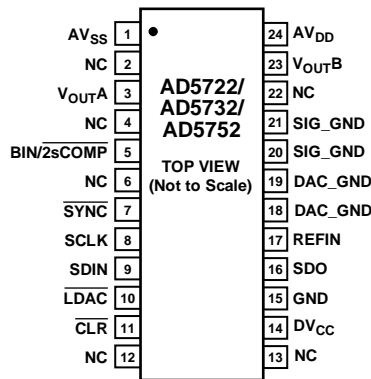 AVSS 1
NC 2
VOUTA 3
NC 4
BIN/2sCOMP 5
NC 6
SYNC 7
SCLK 8
SDIN 9
LDAC 10
CLR 11
NC 12
AD5722/
AD5732/
AD5752
TOP VIEW
(Not to Scale)
24 AVDD
23 VOUTB
22 NC
21 SIG_GND
20 SIG_GND
19 DAC_GND
18 DAC_GND
17 REFIN
16 SDO
15 GND
14 DVCC
13 NC